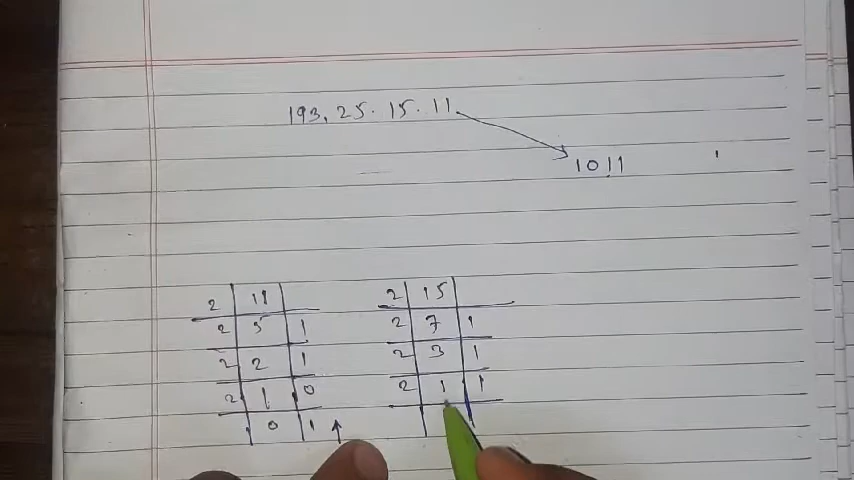 193.25.15.11
1011
2 11
2 5 1
2 2 1
2 1 0
0 1 ↑
2 15
2 7 1
2 3 1
2 1 1